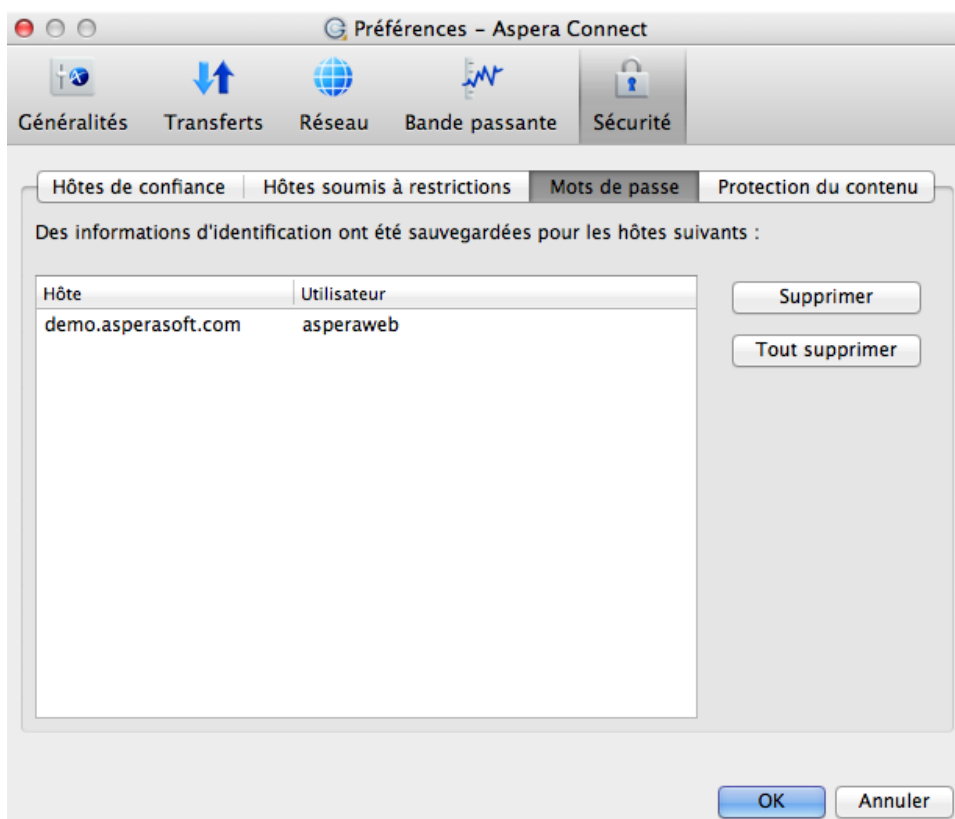 Préférences – Aspera Connect
Généralités Transferts Réseau Bande passante Sécurité
Hôtes de confiance Hôtes soumis à restrictions Mots de passe Protection du contenu
Des informations d'identification ont été sauvegardées pour les hôtes suivants :
Hôte Utilisateur
demo.asperasoft.com asperaweb
Supprimer
Tout supprimer
OK Annuler